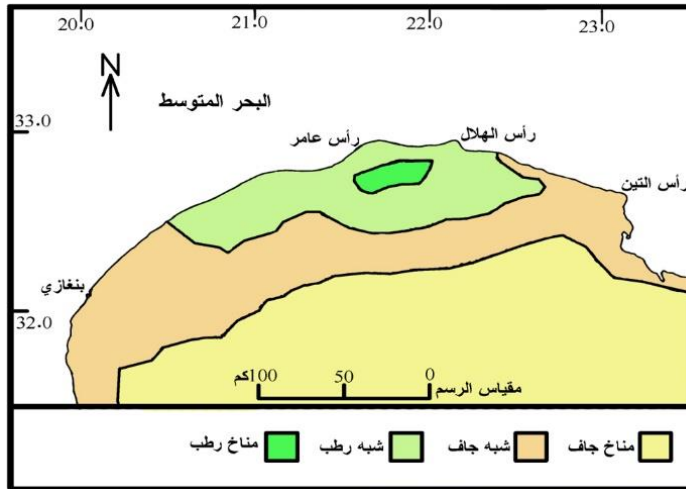 20.0 21.0 22.0 23.0
N
البحر المتوسط
33.0
رأس عامر
رأس الهلال
رأس التين
بنغازي
32.0
100كم 50 0
مقياس الرسم
مناخ جاف شبه جاف شبه رطب مناخ رطب